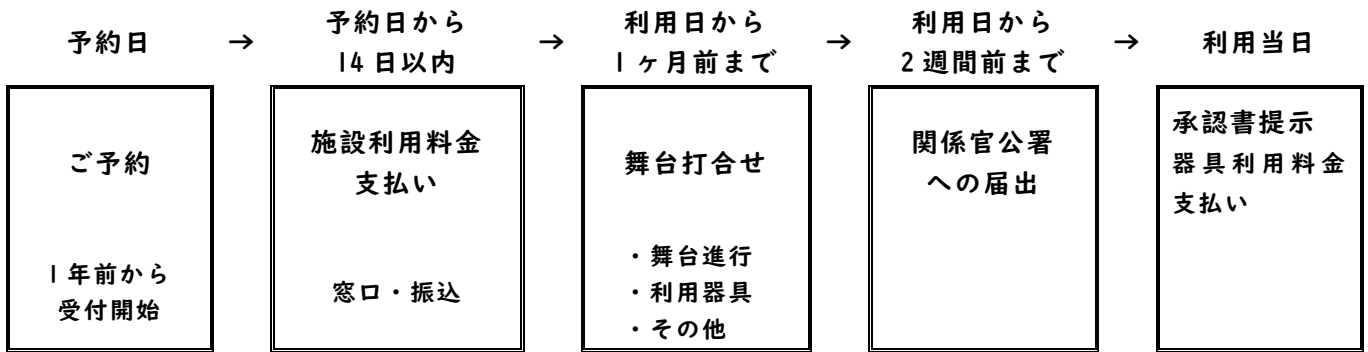 予約日
→
予約日から
14日以内
→
利用日から
1ヶ月前まで
→
利用日から
2週間前まで
→
利用当日
ご予約
1年前から
受付開始
施設利用料金
支払い
窓口・振込
舞台打合せ
・舞台進行
・利用器具
・その他
関係官公署
への届出
承認書提示
器具利用料金
支払い